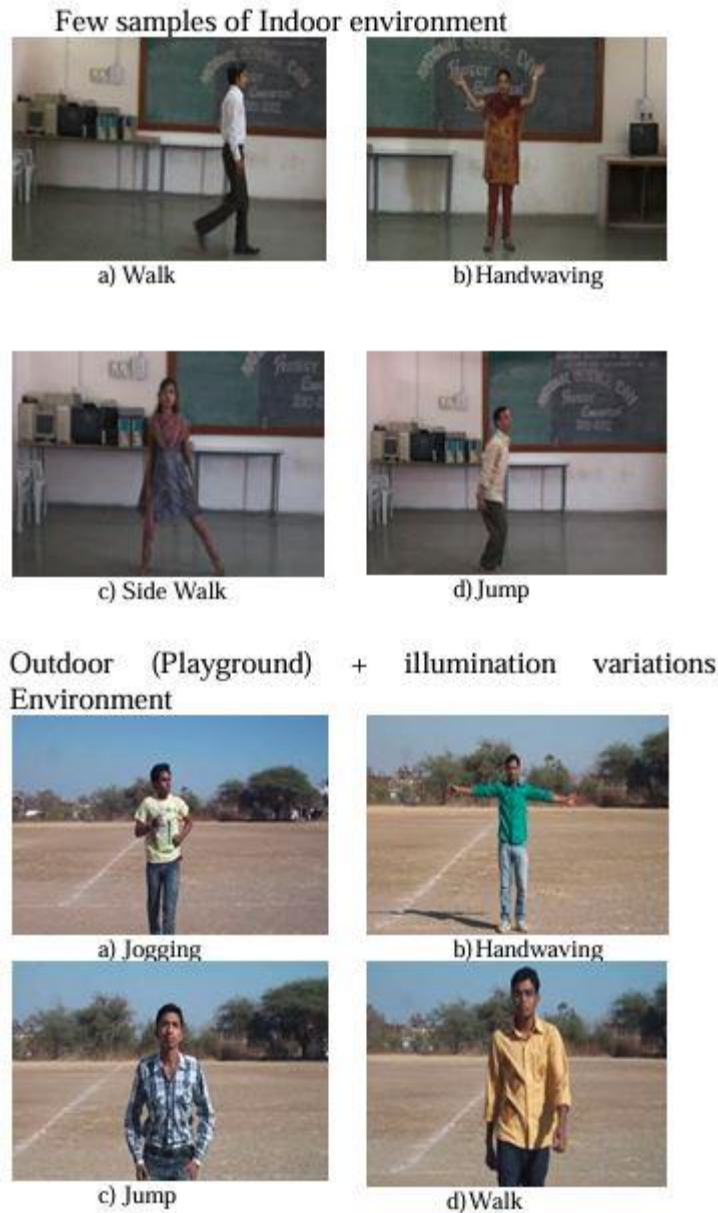 Few samples of Indoor environment
a) Walk
b)Handwaving
c) Side Walk
d)Jump
Outdoor (Playground) + illumination variations
Environment
a) Jogging
b)Handwaving
c) Jump
d)Walk